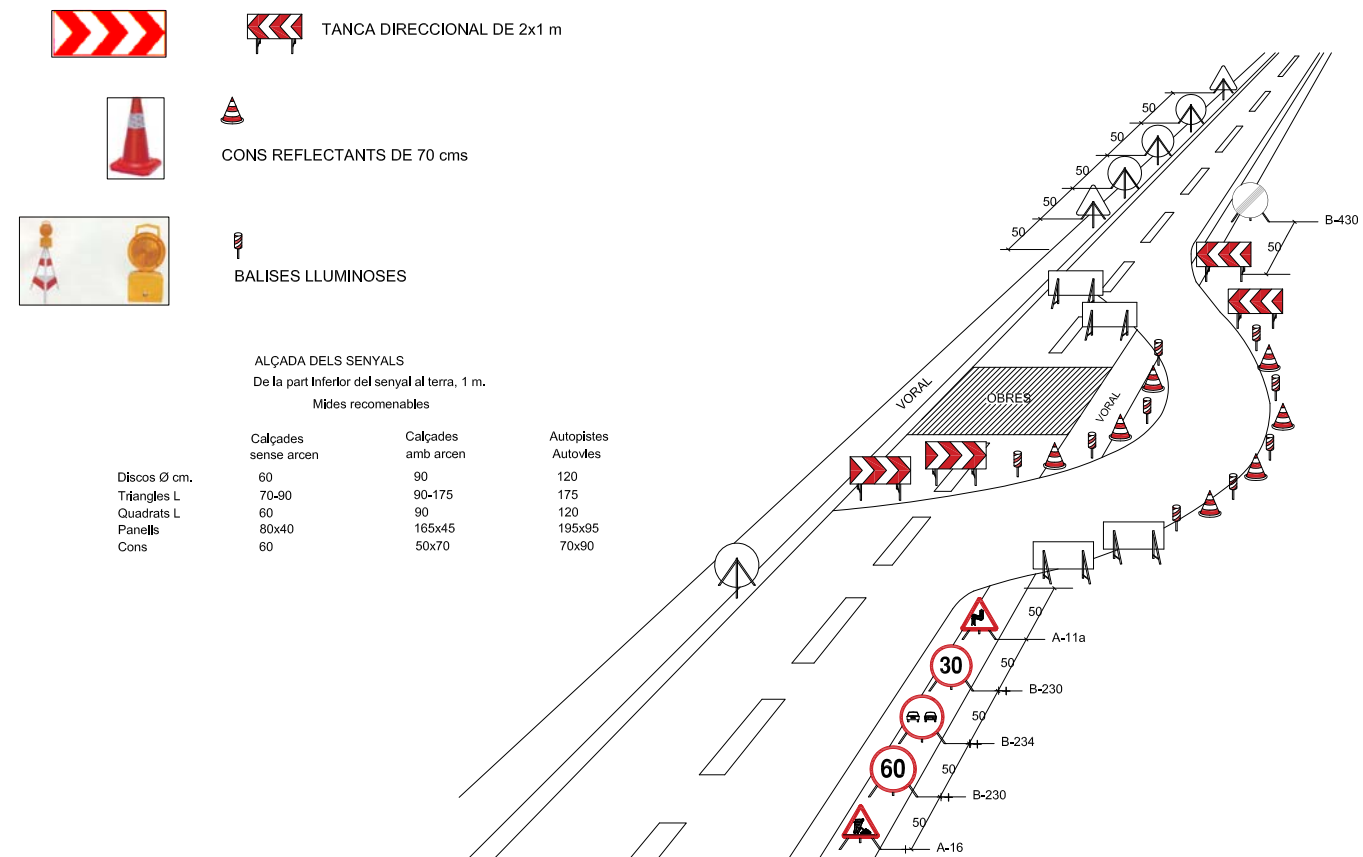 TANCA DIRECCIONAL DE 2x1 m
CONS REFLECTANTS DE 70 cms
BALISES LLUMINOSES
ALÇADA DELS SENYALS
De la part Inferior del senyal al terra, 1 m.
Mides recomenables
Calçades sense arcen
Calçades amb arcen
Autopistes Autovies
Discos Ø cm. 60 90 120
Triangles L 70-90 90-175 175
Quadrats L 60 90 120
Panells 80x40 165x45 195x95
Cons 60 50x70 70x90
50
50
50
50
50
B-430
50
VORAL
OBRES
VORAL
50
A-11a
30
50
B-230
50
B-234
60
50
B-230
50
A-16